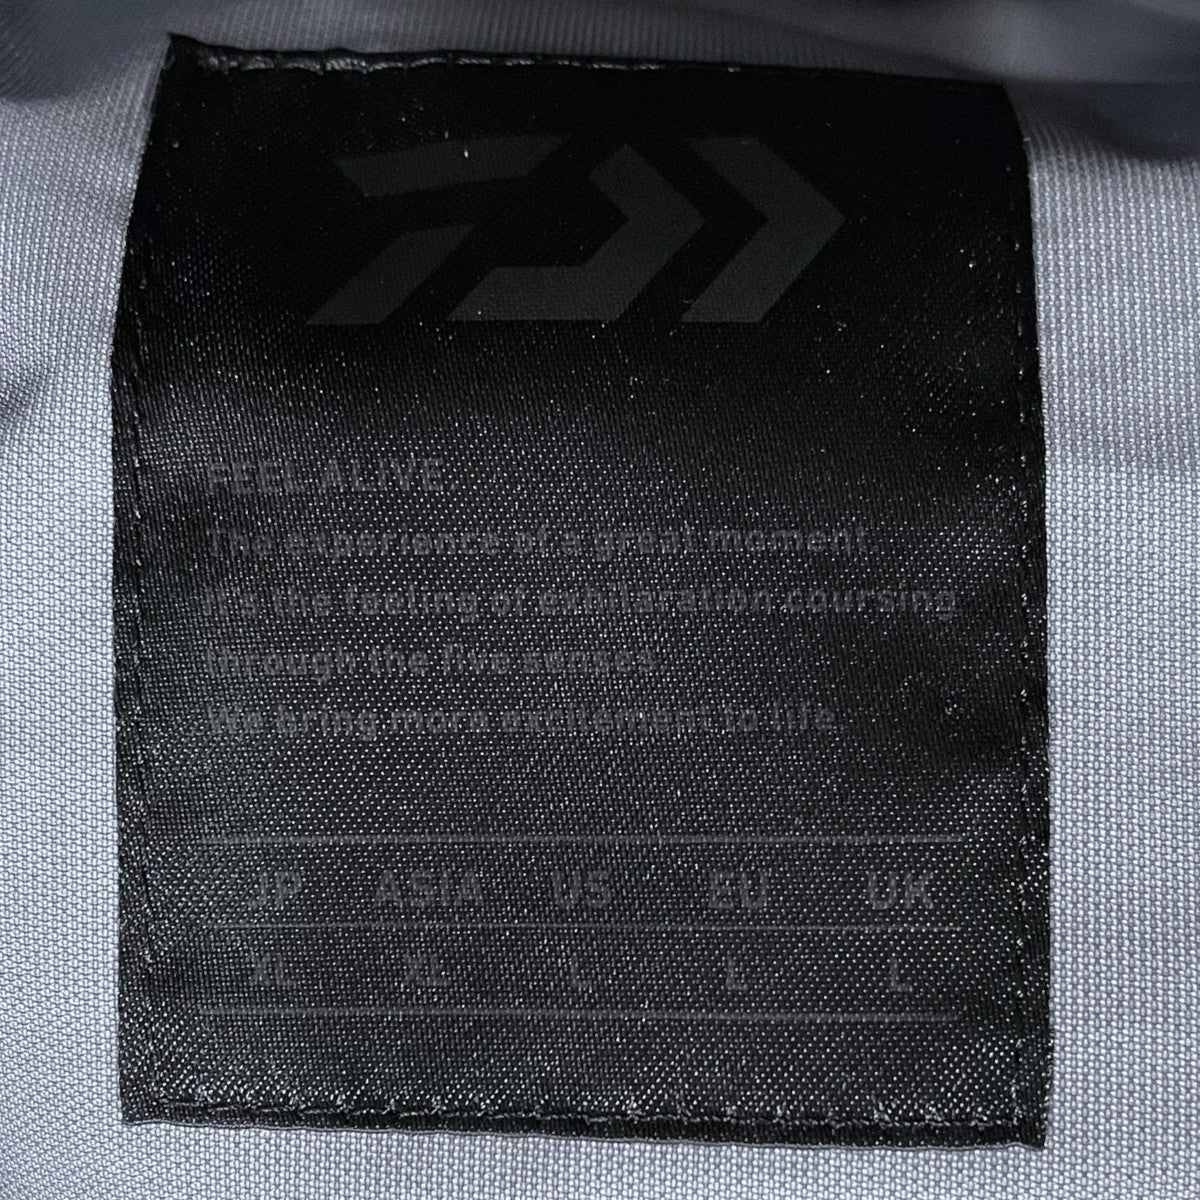 FEEL ALIVE.
The experience of a great moment.
It's the feeling of exhilaration coursing
through the five senses.
We bring more excitement to life.
JP ASIA US EU UK
XL XL L L L